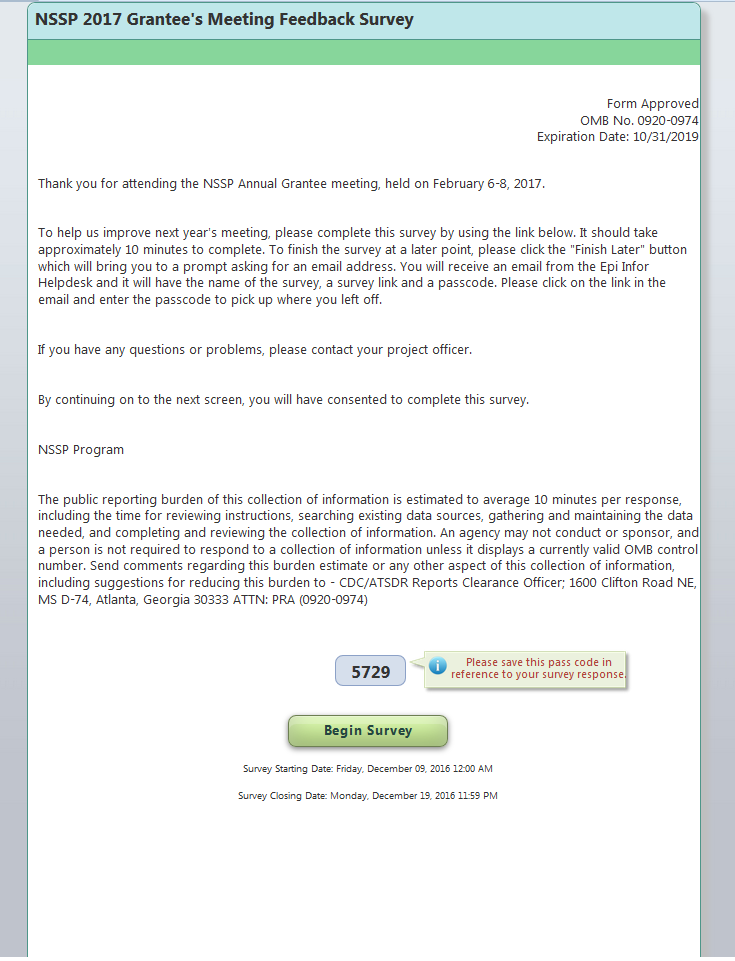 NSSP 2017 Grantee's Meeting Feedback Survey
Form Approved
OMB No. 0920-0974
Expiration Date: 10/31/2019
Thank you for attending the NSSP Annual Grantee meeting, held on February 6-8, 2017.
To help us improve next year's meeting, please complete this survey by using the link below. It should take
approximately 10 minutes to complete. To finish the survey at a later point, please click the "Finish Later" button
which will bring you to a prompt asking for an email address. You will receive an email from the Epi Infor
Helpdesk and it will have the name of the survey, a survey link and a passcode. Please click on the link in the
email and enter the passcode to pick up where you left off.
If you have any questions or problems, please contact your project officer.
By continuing on to the next screen, you will have consented to complete this survey.
NSSP Program
The public reporting burden of this collection of information is estimated to average 10 minutes per response,
including the time for reviewing instructions, searching existing data sources, gathering and maintaining the data
needed, and completing and reviewing the collection of information. An agency may not conduct or sponsor, and
a person is not required to respond to a collection of information unless it displays a currently valid OMB control
number. Send comments regarding this burden estimate or any other aspect of this collection of information,
including suggestions for reducing this burden to - CDC/ATSDR Reports Clearance Officer; 1600 Clifton Road NE,
MS D-74, Atlanta, Georgia 30333 ATTN: PRA (0920-0974)
5729
Please save this pass code in
reference to your survey response.
Begin Survey
Survey Starting Date: Friday, December 09, 2016 12:00 AM
Survey Closing Date: Monday, December 19, 2016 11:59 PM